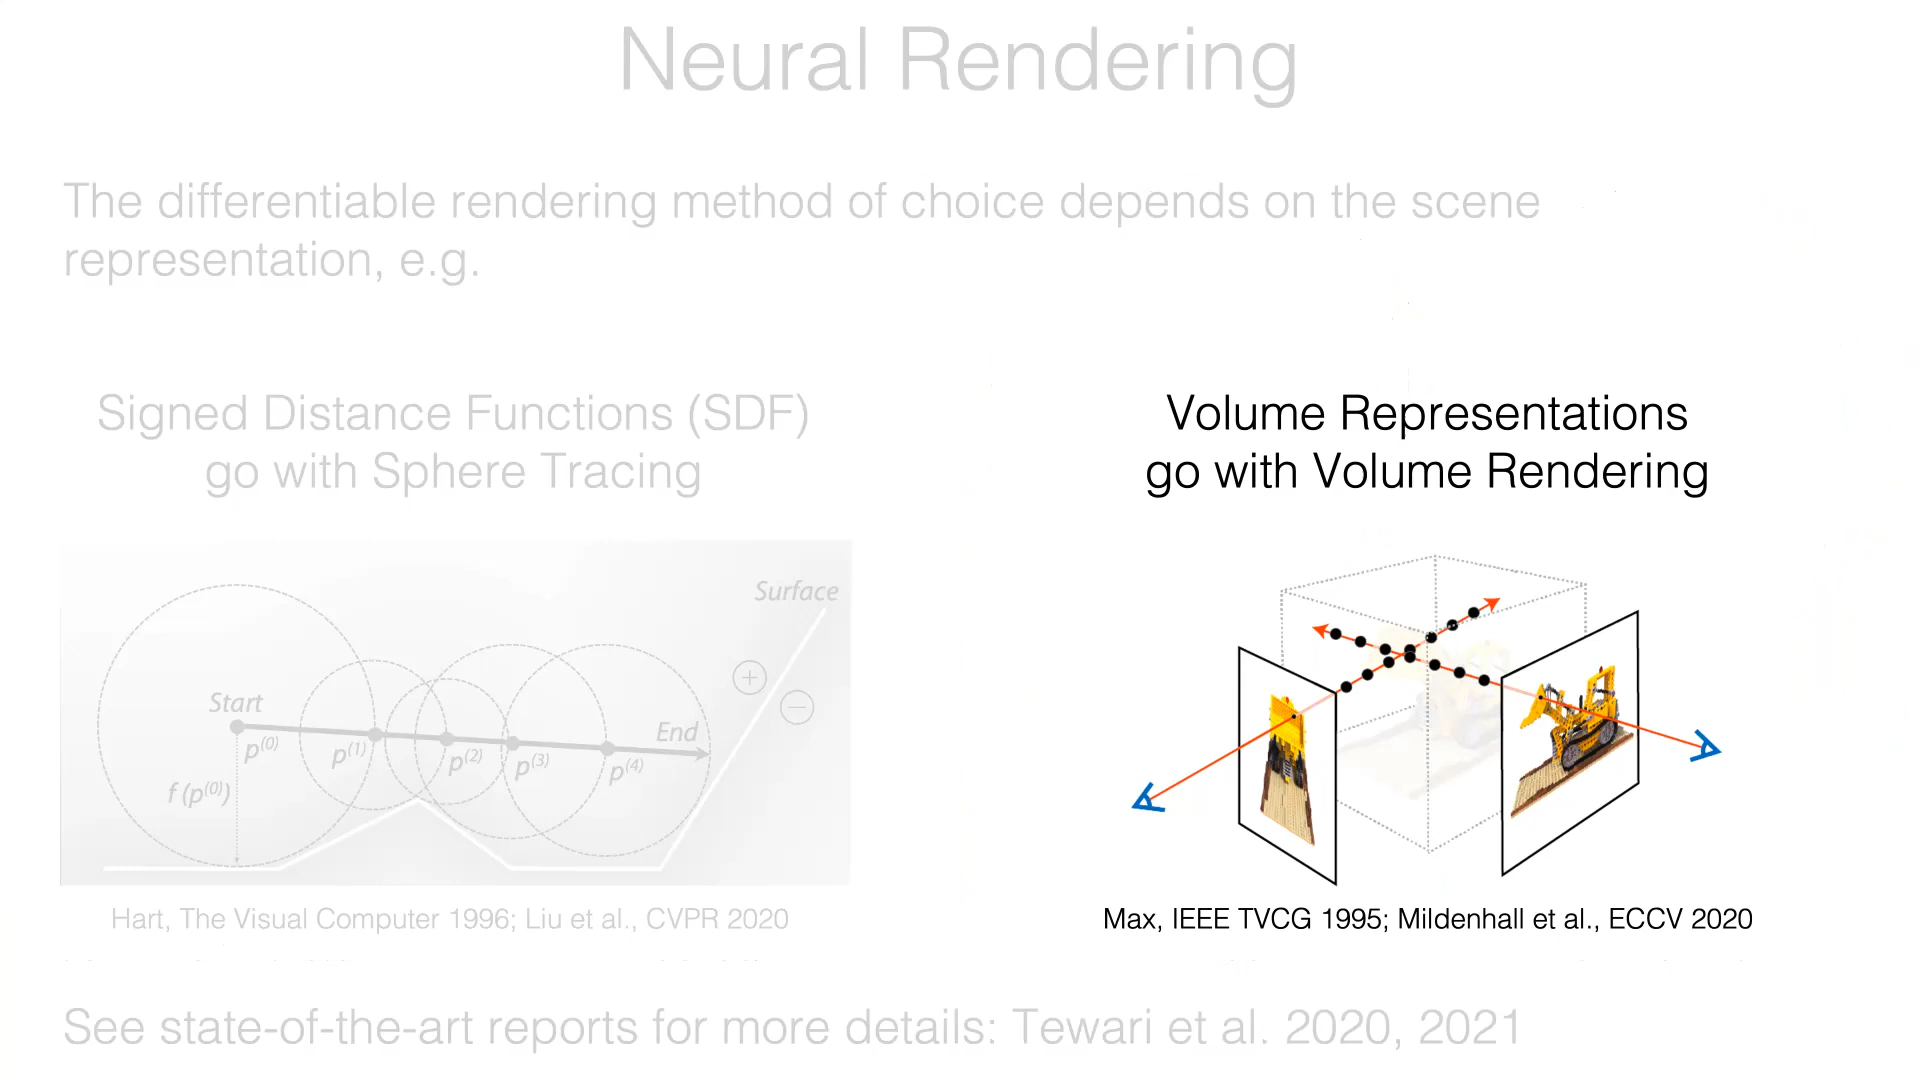 Neural Rendering
The differentiable rendering method of choice depends on the scene
representation, e.g.
Signed Distance Functions (SDF)
go with Sphere Tracing
Surface
+
−
Start
End
p(0)
p(1)
p(2)
p(3)
p(4)
f (p(0))
Hart, The Visual Computer 1996; Liu et al., CVPR 2020
Volume Representations
go with Volume Rendering
Max, IEEE TVCG 1995; Mildenhall et al., ECCV 2020
See state-of-the-art reports for more details: Tewari et al. 2020, 2021